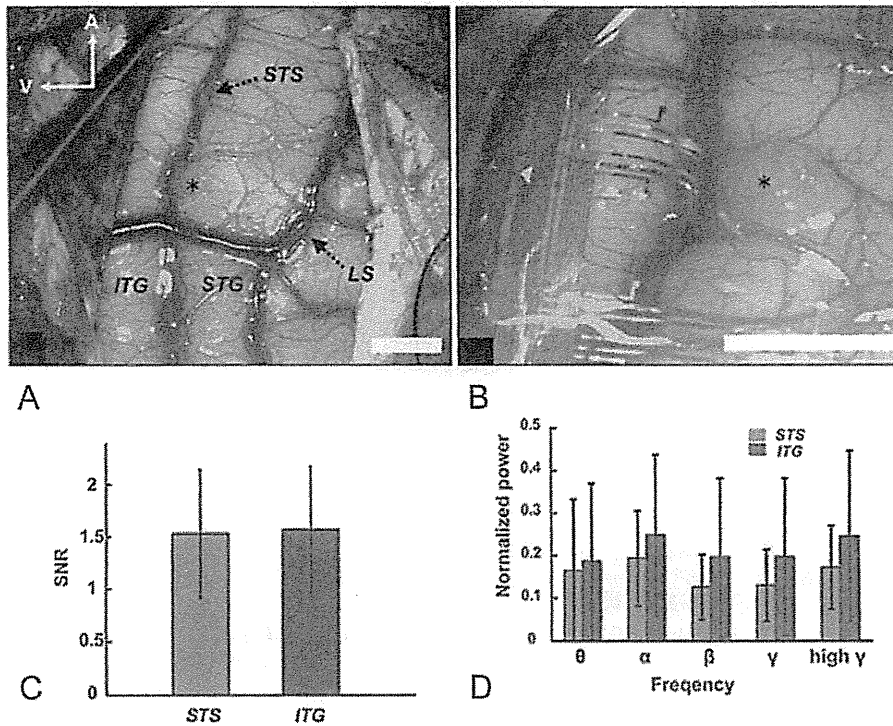 A
V
STS
*
ITG
STG
LS
A
*
B
SNR
2
1.5
1
0.5
0
STS
ITG
C
Normalized power
0.5
0.4
0.3
0.2
0.1
0
STS
ITG
θ
α
β
γ
high γ
Freqency
D